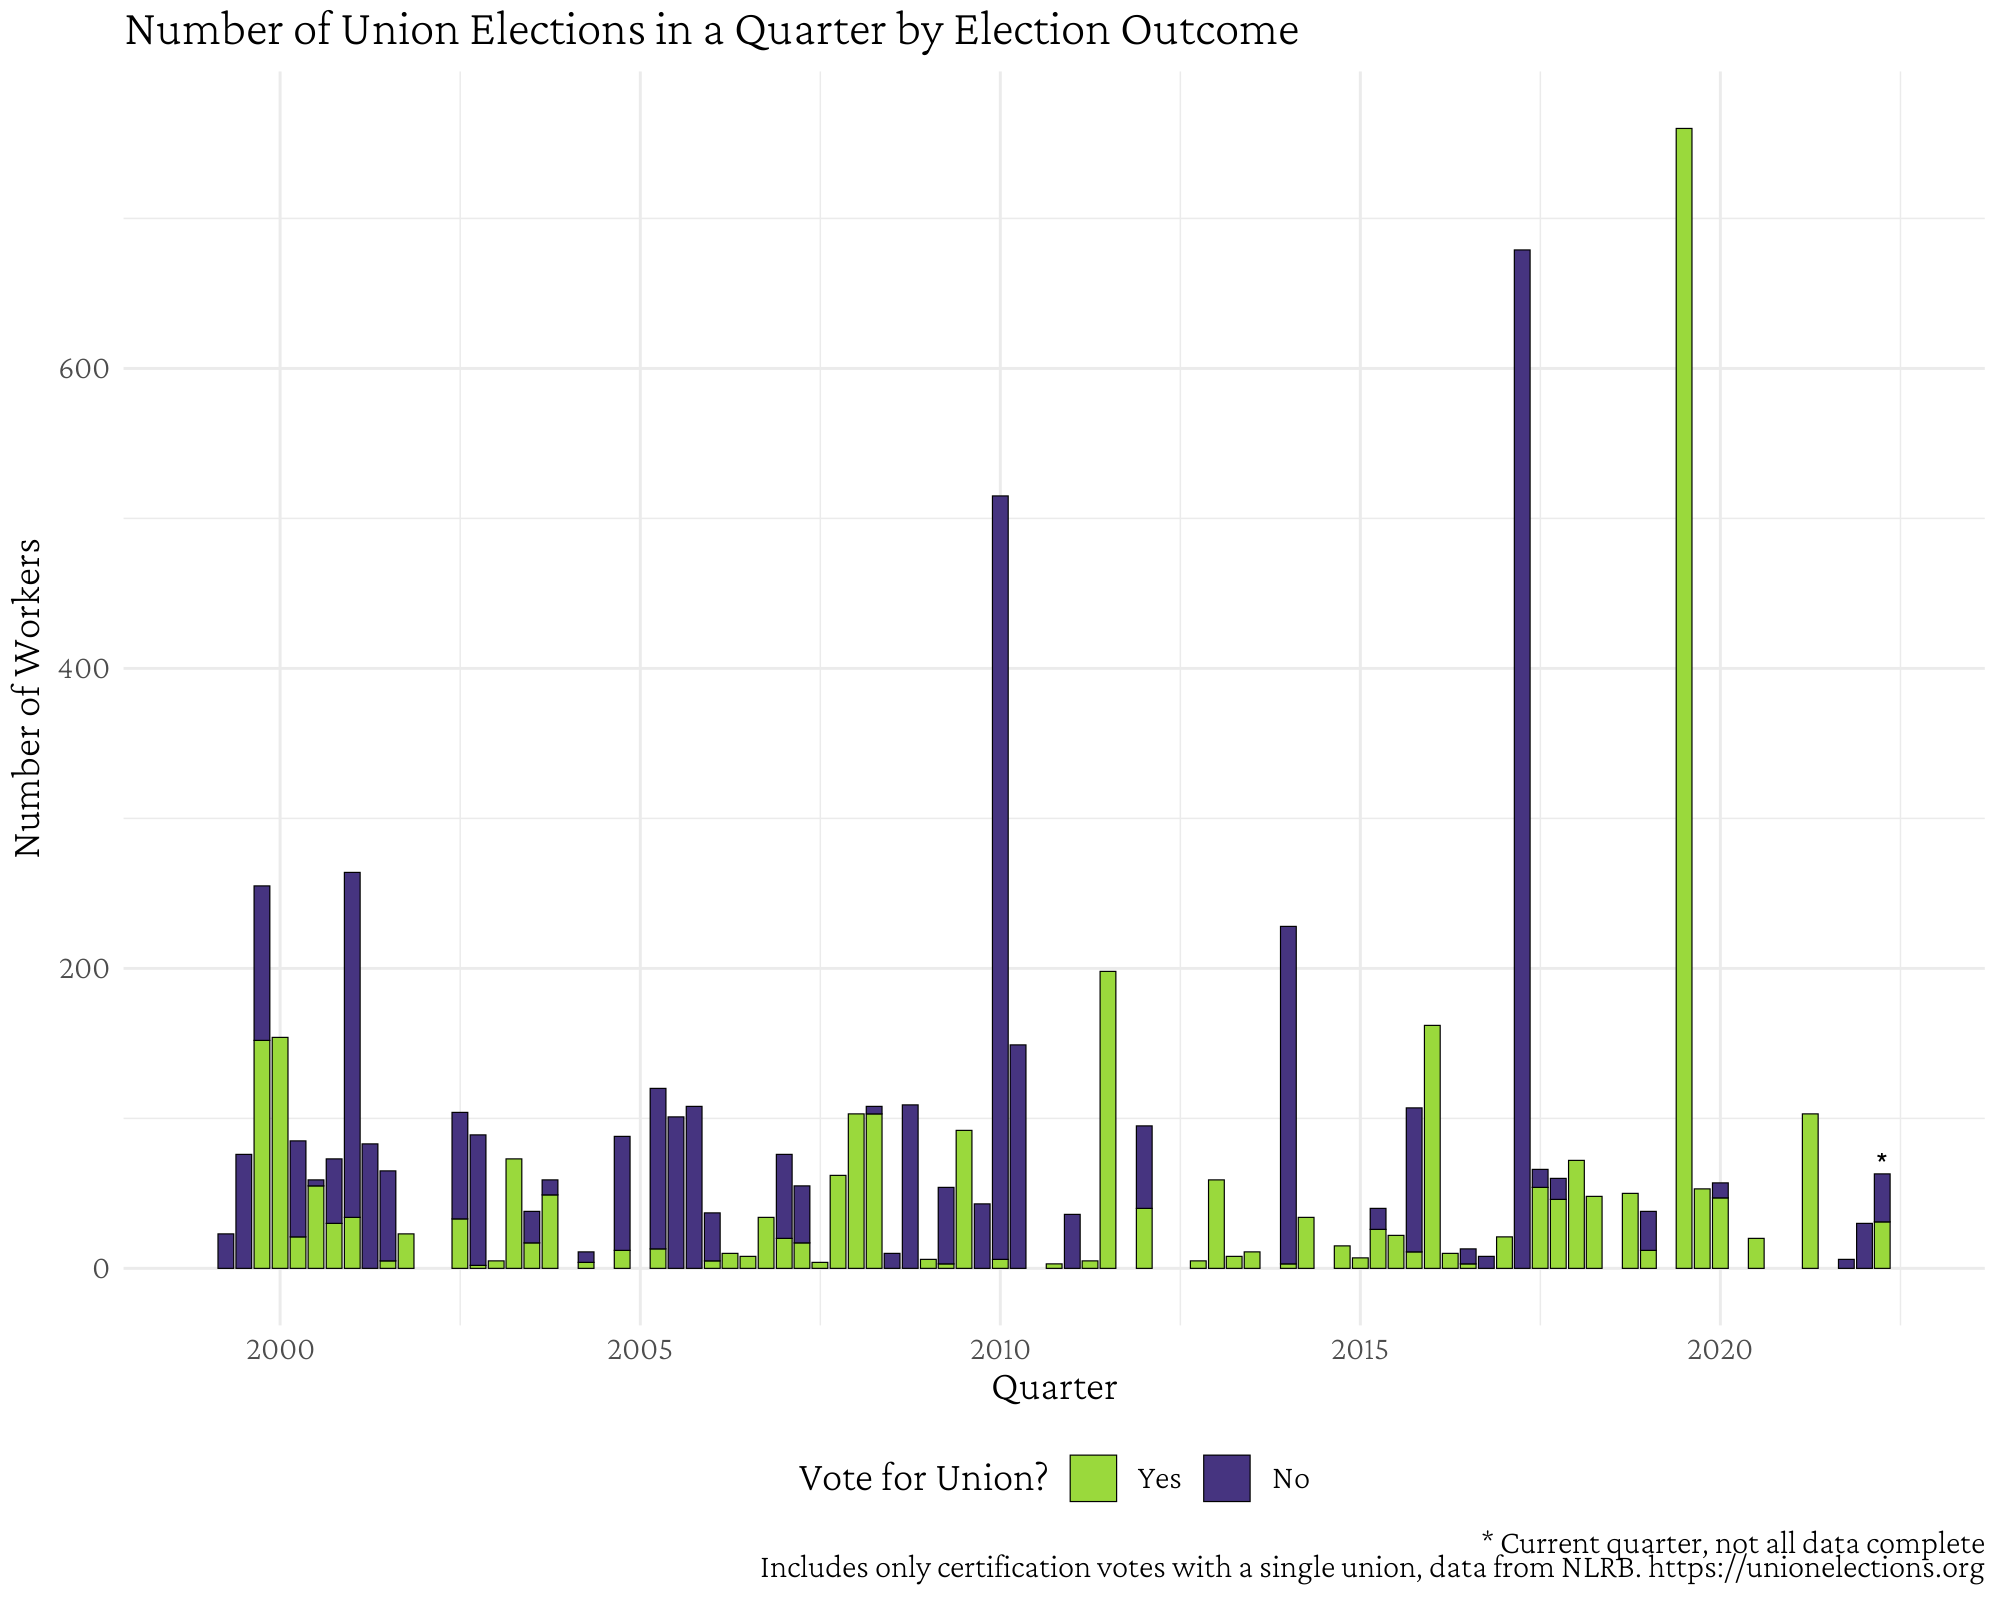 Number of Union Elections in a Quarter by Election Outcome
Number of Workers
600
400
200
0
*
2000 2005 2010 2015 2020
Quarter
Vote for Union? Yes No
* Current quarter, not all data complete
Includes only certification votes with a single union, data from NLRB. https://unionelections.org